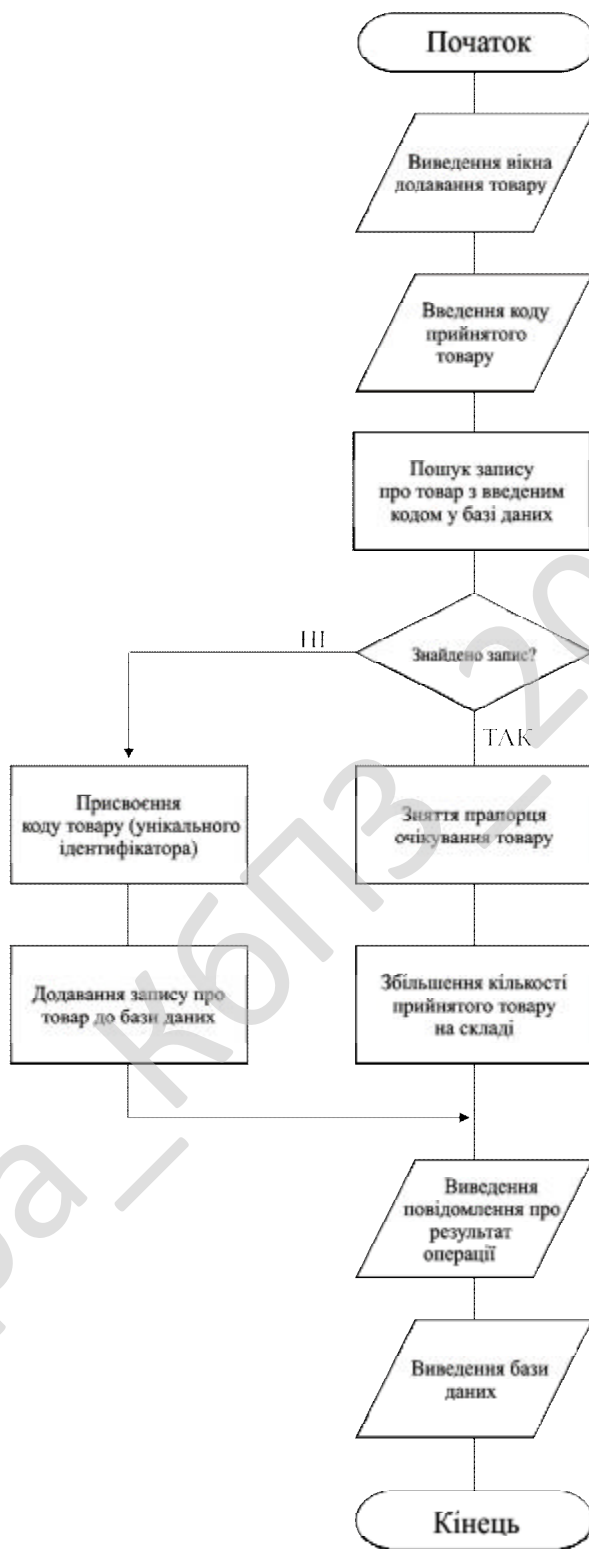 Початок
Виведення вікна
додавання товару
Введення коду
прийнятого
товару
Пошук запису
про товар з введеним
кодом у базі даних
Знайдено запис?
НІ
ТАК
Присвоєння
коду товару (унікального
ідентифікатора)
Зняття прапорця
очікування товару
Додавання запису про
товар до бази даних
Збільшення кількості
прийнятого товару
на складі
Виведення
повідомлення про
результат
операції
Виведення бази
даних
Кінець